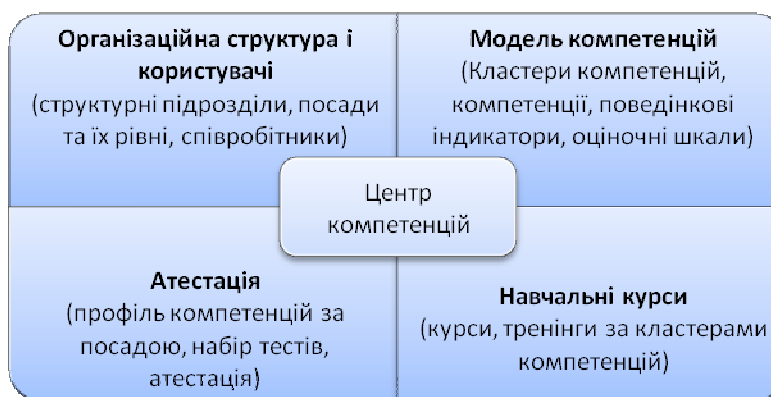 Організаційна структура і
користувачі
(структурні підрозділи, посади
та їх рівні, співробітники)
Модель компетенцій
(Кластери компетенцій,
компетенції, поведінкові
індикатори, оціночні шкали)
Центр
компетенцій
Атестація
(профіль компетенцій за
посадою, набір тестів,
атестація)
Навчальні курси
(курси, тренінги за кластерами
компетенцій)